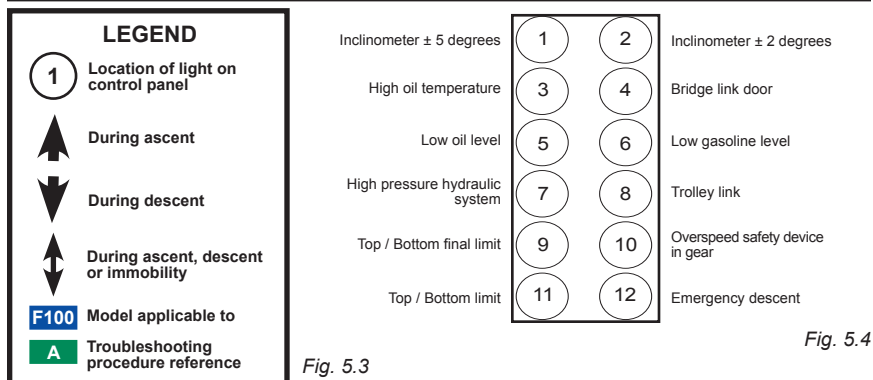 LEGEND
1
Location of light on
control panel
During ascent
During descent
During ascent, descent
or immobility
F100
Model applicable to
A
Troubleshooting
procedure reference
Fig. 5.3
Inclinometer ± 5 degrees
1
2
Inclinometer ± 2 degrees
High oil temperature
3
4
Bridge link door
Low oil level
5
6
Low gasoline level
High pressure hydraulic
system
7
8
Trolley link
Top / Bottom final limit
9
10
Overspeed safety device
in gear
Top / Bottom limit
11
12
Emergency descent
Fig. 5.4